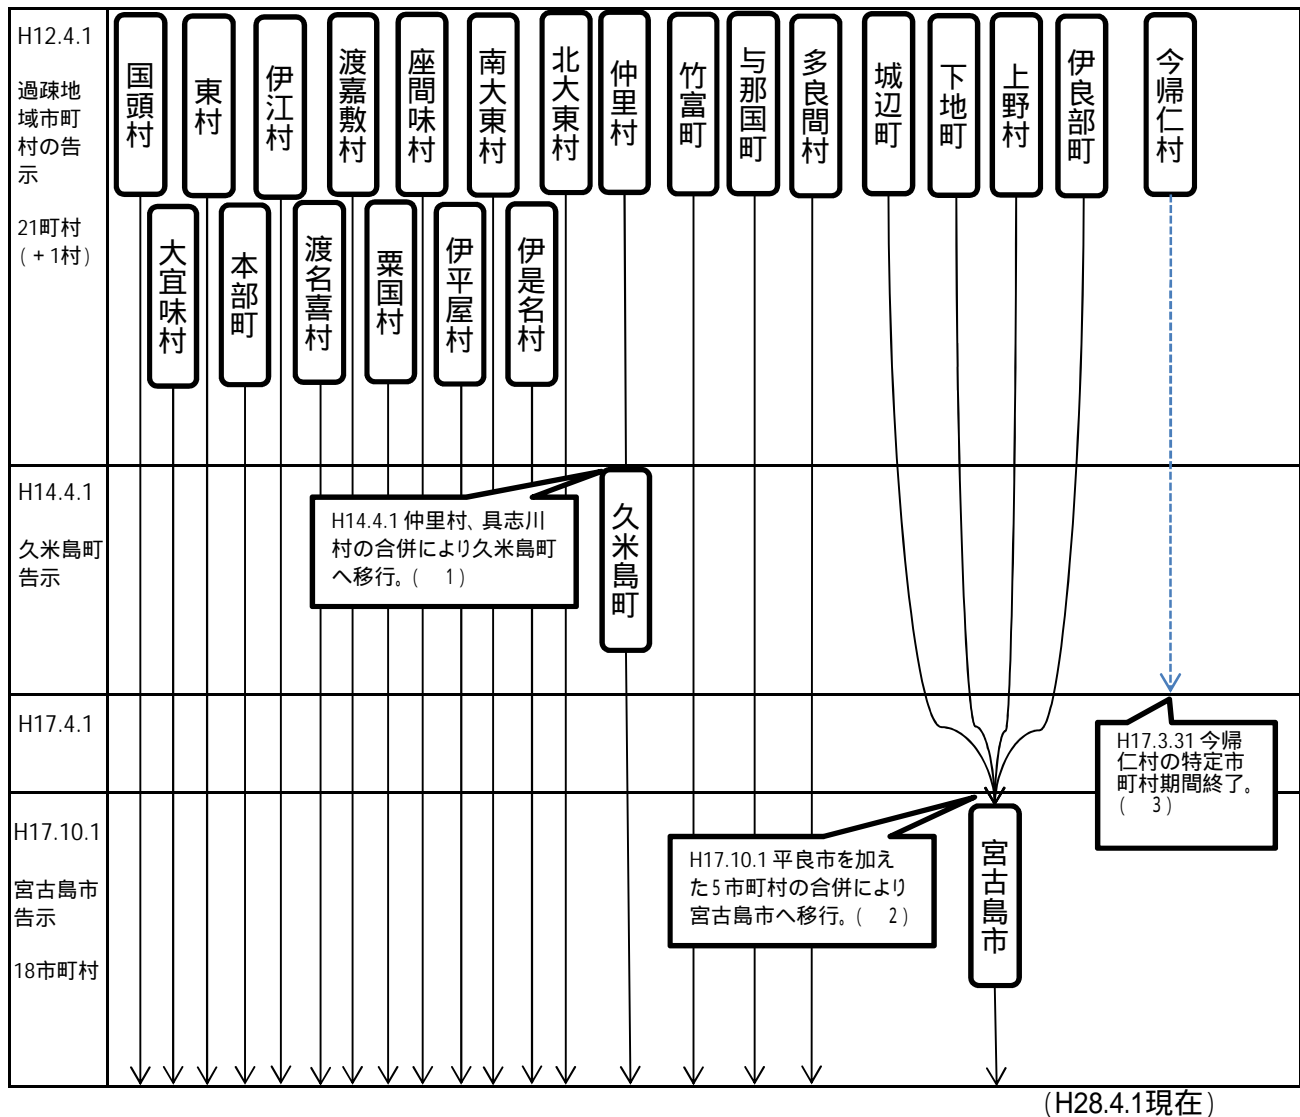 H12.4.1
過疎地
域市町
村の告
示
21町村
(+1村)
国頭村
東村
伊江村
渡嘉敷村
座間味村
南大東村
北大東村
仲里村
竹富町
与那国町
多良間村
城辺町
下地町
上野村
伊良部町
今帰仁村
大宜味村
本部町
渡名喜村
粟国村
伊平屋村
伊是名村
H14.4.1
久米島町
告示
H14.4.1 仲里村、具志川
村の合併により久米島町
へ移行。( 1)
久米島町
H17.4.1
H17.3.31 今帰
仁村の特定市
町村期間終了。
( 3)
H17.10.1
宮古島市
告示
18市町村
H17.10.1 平良市を加え
た5市町村の合併により
宮古島市へ移行。( 2)
宮古島市
(H28.4.1現在)